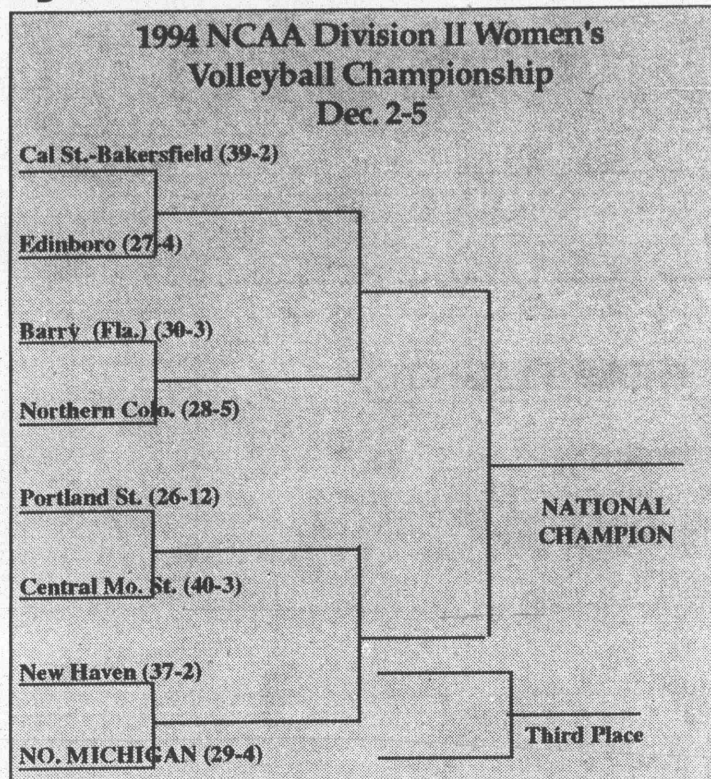 1994 NCAA Division II Women's
Volleyball Championship
Dec. 2-5
Cal St.-Bakersfield (39-2)
Edinboro (27-4)
Barry (Fla.) (30-3)
Northern Colo. (28-5)
Portland St. (26-12)
NATIONAL
CHAMPION
Central Mo. St. (40-3)
New Haven (37-2)
Third Place
NO. MICHIGAN (29-4)